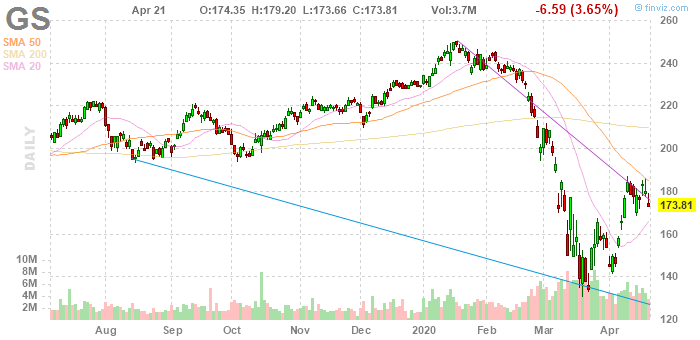 GS Apr 21 O:174.35 H:179.20 L:173.66 C:173.81 Vol:3.7M -6.59 (3.65%)
© finviz.com
SMA 50
SMA 200
SMA 20
DAILY
260
240
220
200
180
173.81
160
140
120
10M
8M
6M
4M
2M
Aug Sep Oct Nov Dec 2020 Feb Mar Apr